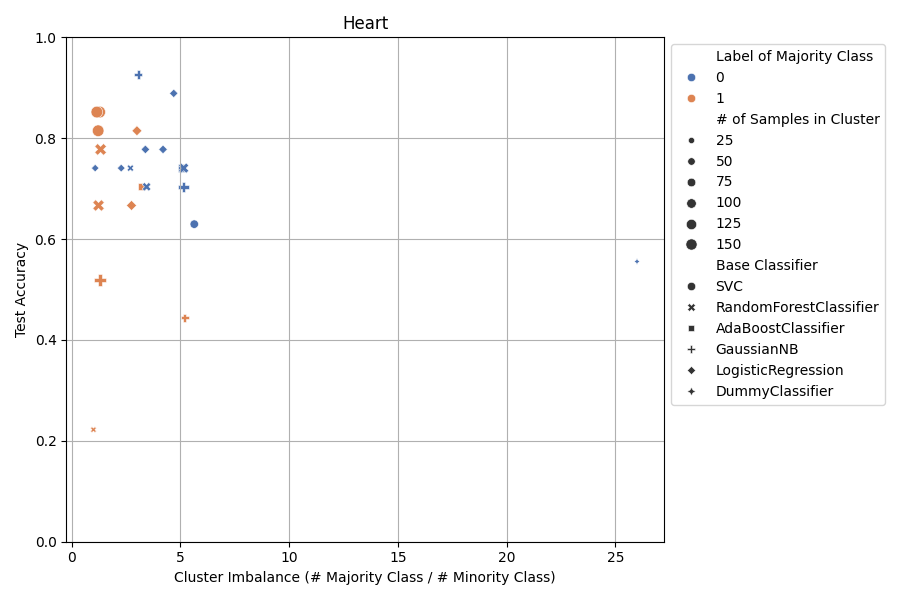 Heart
1.0
0.8
0.6
0.4
0.2
0.0
Test Accuracy
0 5 10 15 20 25
Cluster Imbalance (# Majority Class / # Minority Class)
Label of Majority Class
0
1
# of Samples in Cluster
25
50
75
100
125
150
Base Classifier
SVC
RandomForestClassifier
AdaBoostClassifier
GaussianNB
LogisticRegression
DummyClassifier